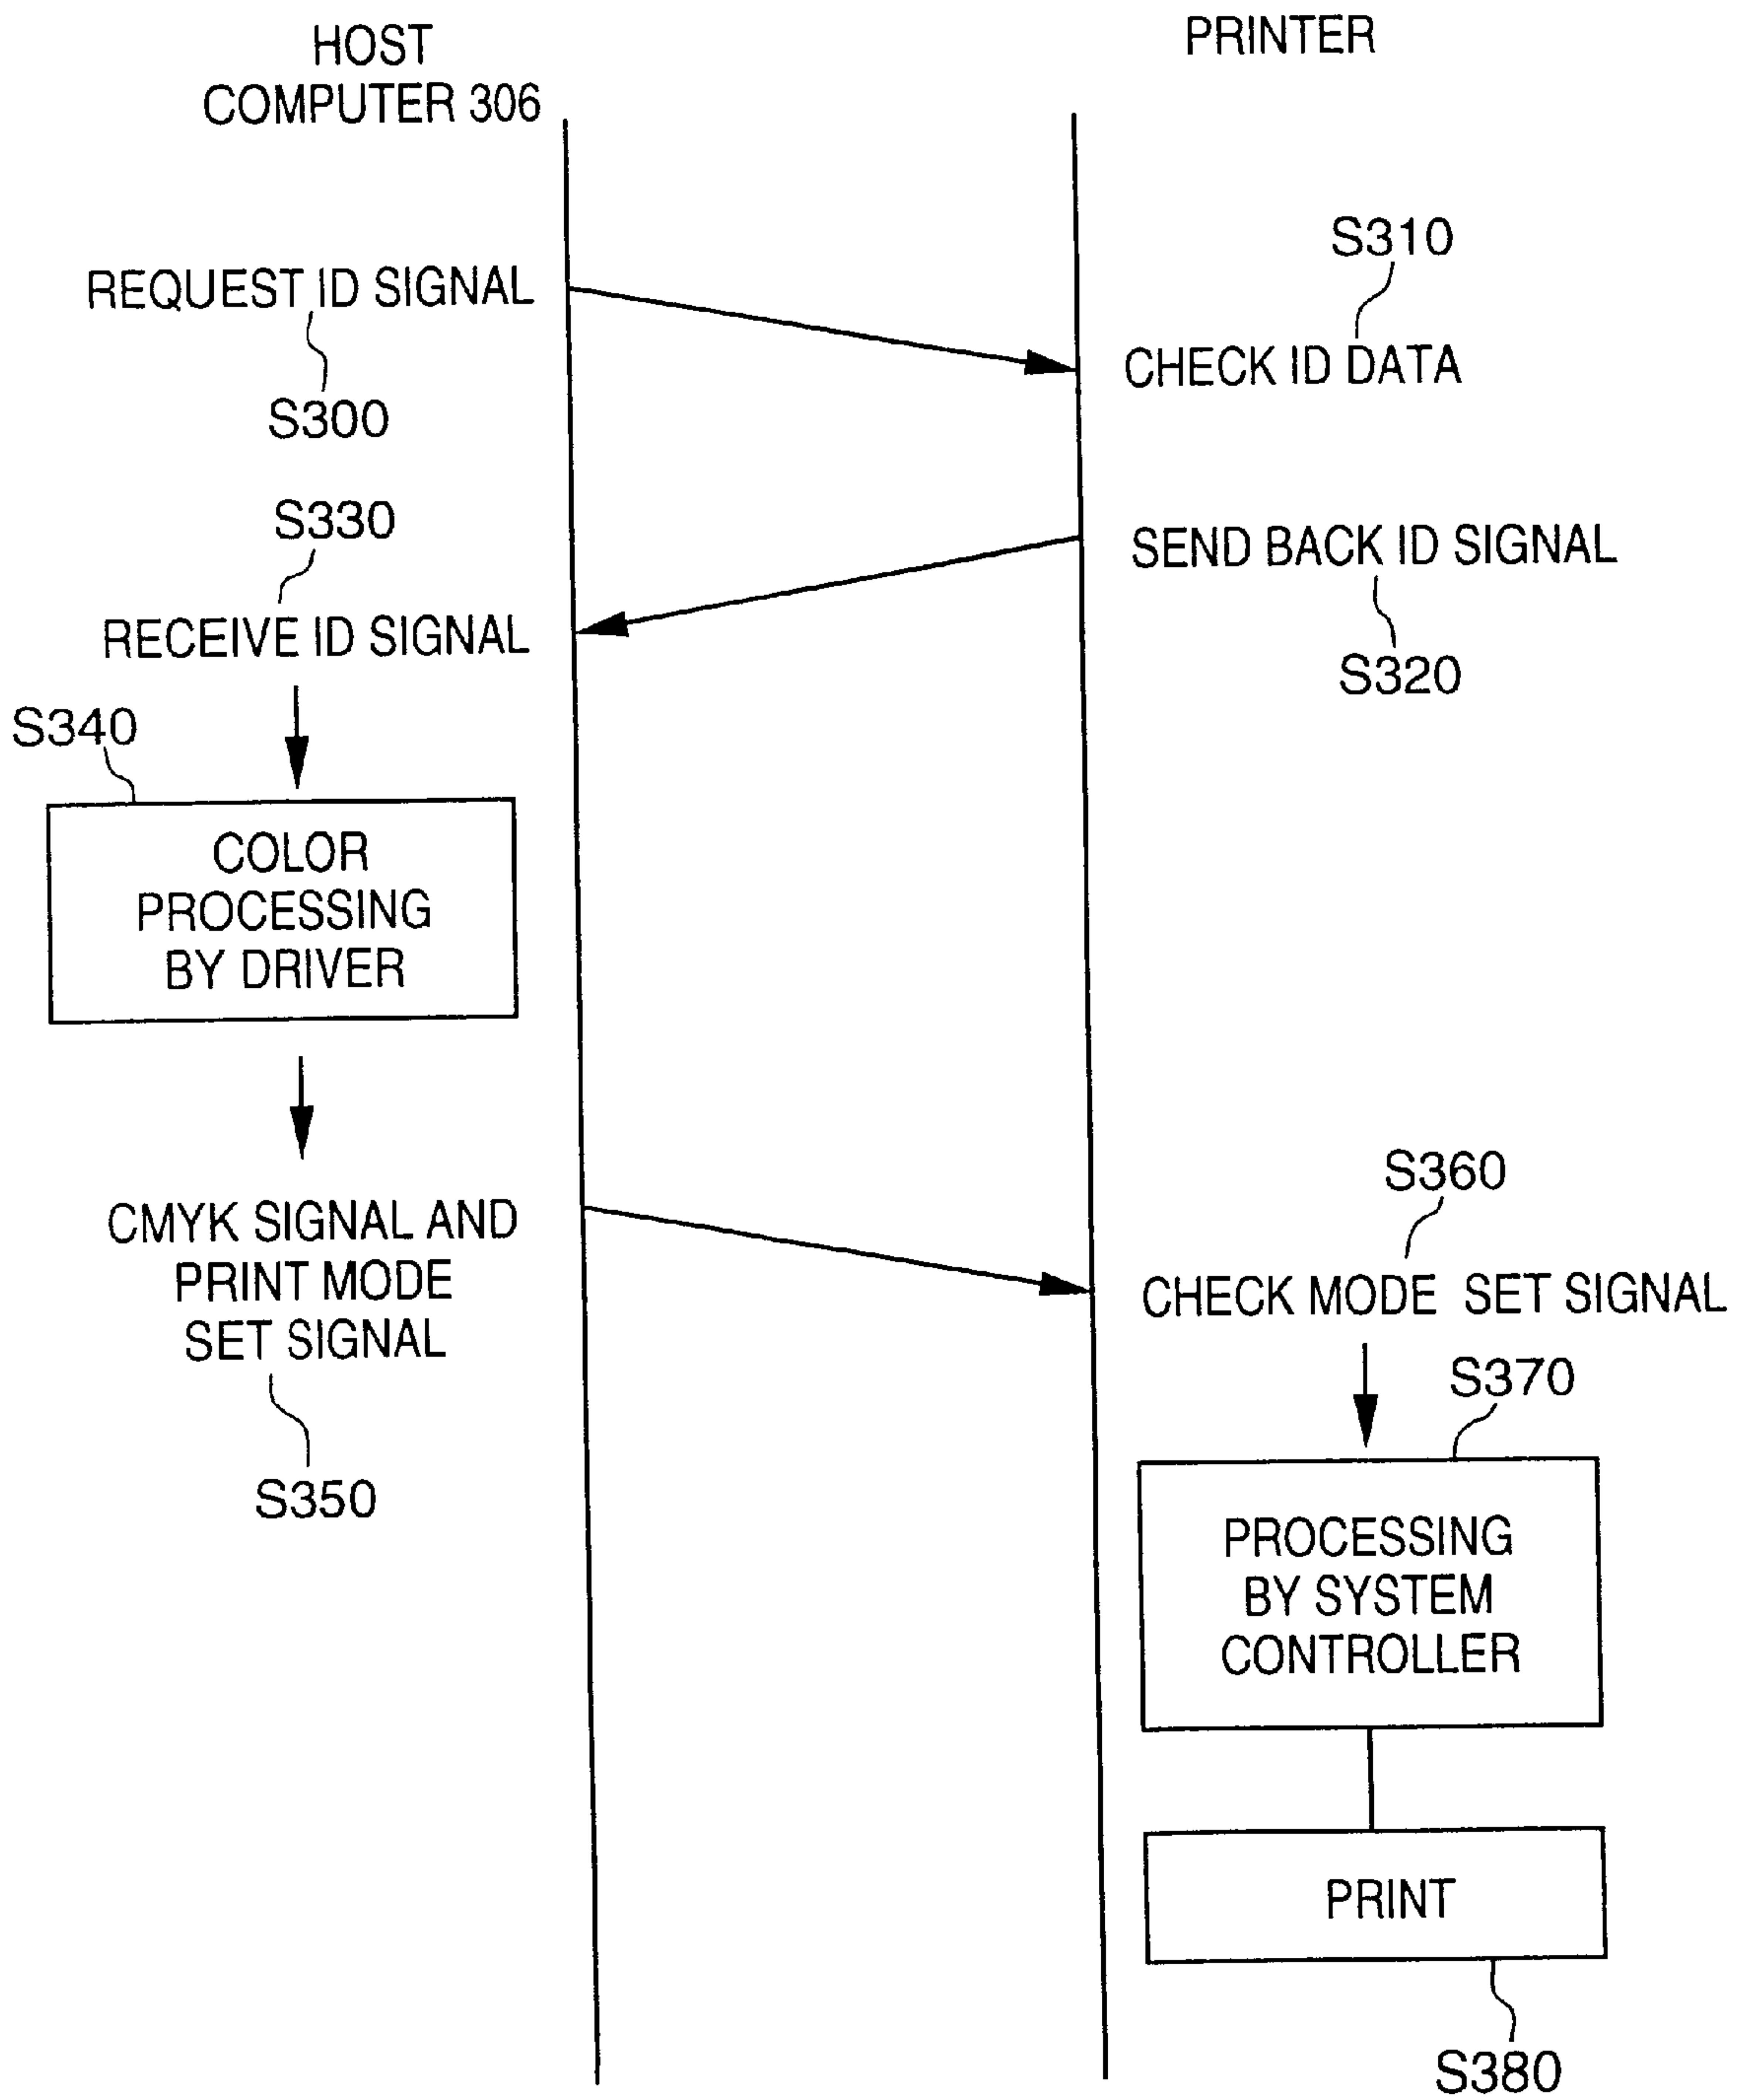 HOST
COMPUTER 306
PRINTER
S310
REQUEST ID SIGNAL
CHECK ID DATA
S300
S330
SEND BACK ID SIGNAL
RECEIVE ID SIGNAL
S320
S340
COLOR
PROCESSING
BY DRIVER
S360
CMYK SIGNAL AND
PRINT MODE
SET SIGNAL
CHECK MODE SET SIGNAL
S370
S350
PROCESSING
BY SYSTEM
CONTROLLER
PRINT
S380